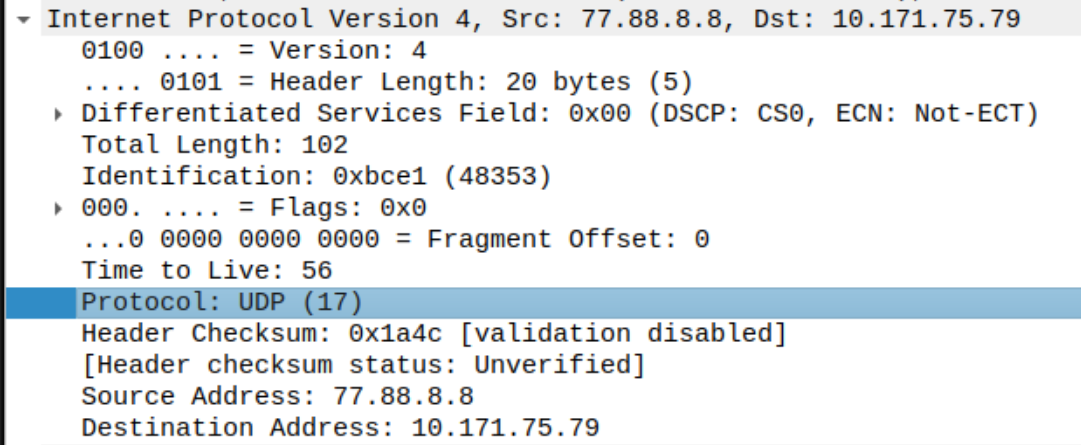 Internet Protocol Version 4, Src: 77.88.8.8, Dst: 10.171.75.79
0100 .... = Version: 4
.... 0101 = Header Length: 20 bytes (5)
Differentiated Services Field: 0x00 (DSCP: CS0, ECN: Not-ECT)
Total Length: 102
Identification: 0xbce1 (48353)
000. .... = Flags: 0x0
...0 0000 0000 0000 = Fragment Offset: 0
Time to Live: 56
Protocol: UDP (17)
Header Checksum: 0x1a4c [validation disabled]
[Header checksum status: Unverified]
Source Address: 77.88.8.8
Destination Address: 10.171.75.79